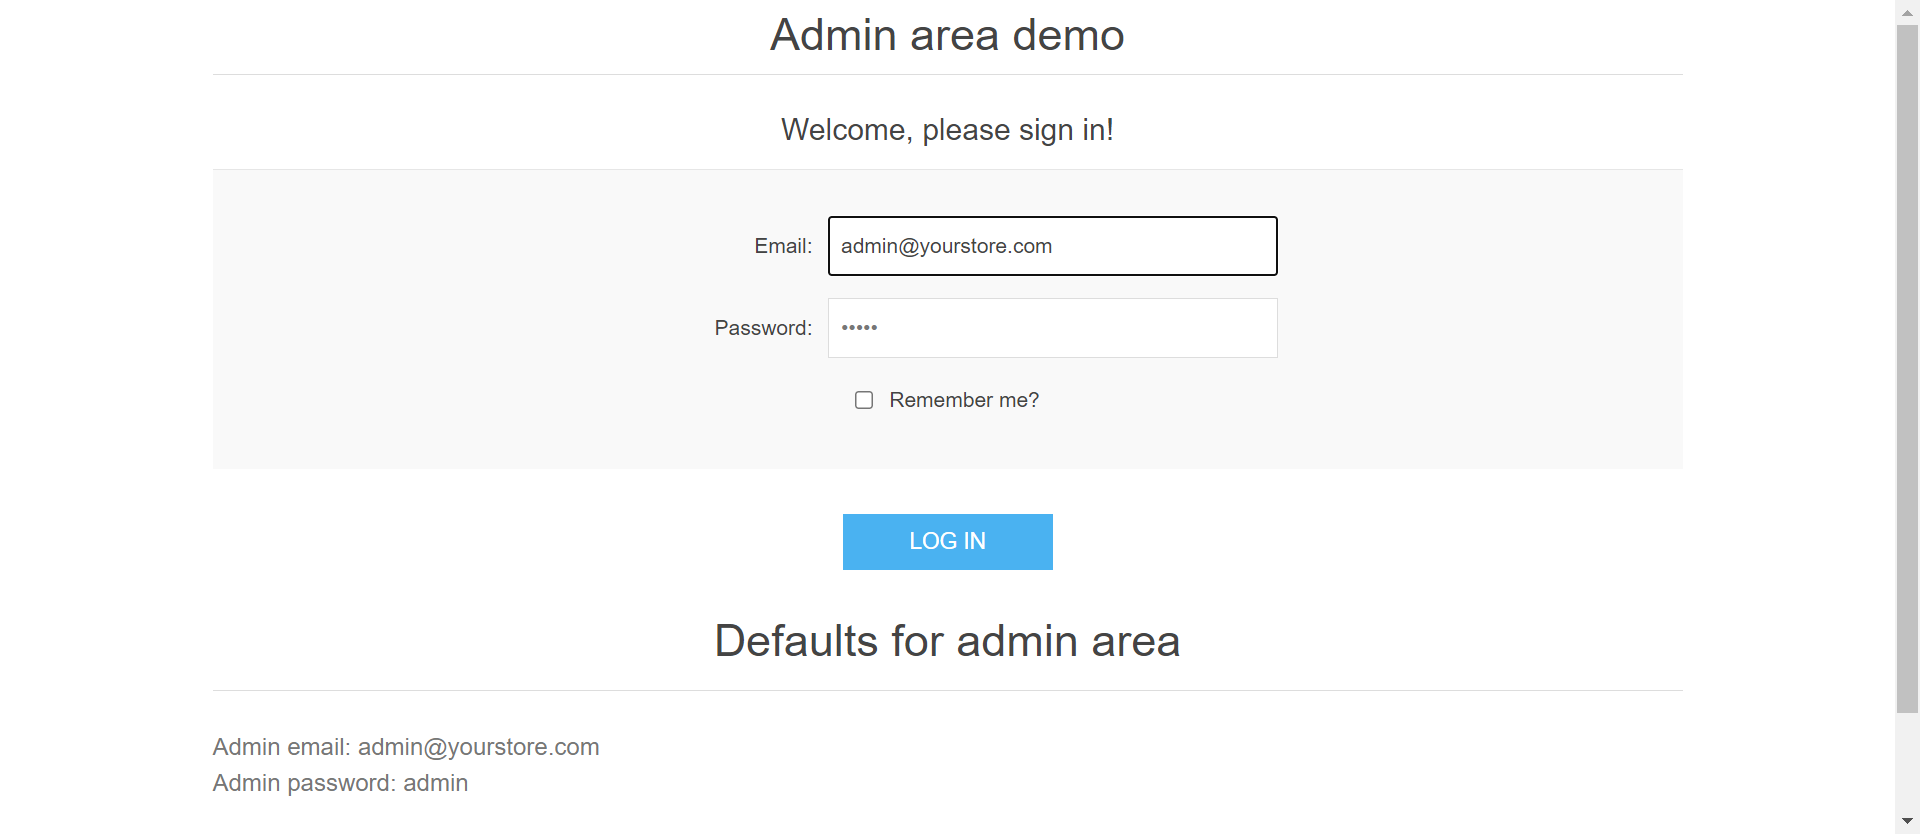 Admin area demo
Welcome, please sign in!
Email: admin@yourstore.com
Password: •••••
Remember me?
LOG IN
Defaults for admin area
Admin email: admin@yourstore.com
Admin password: admin